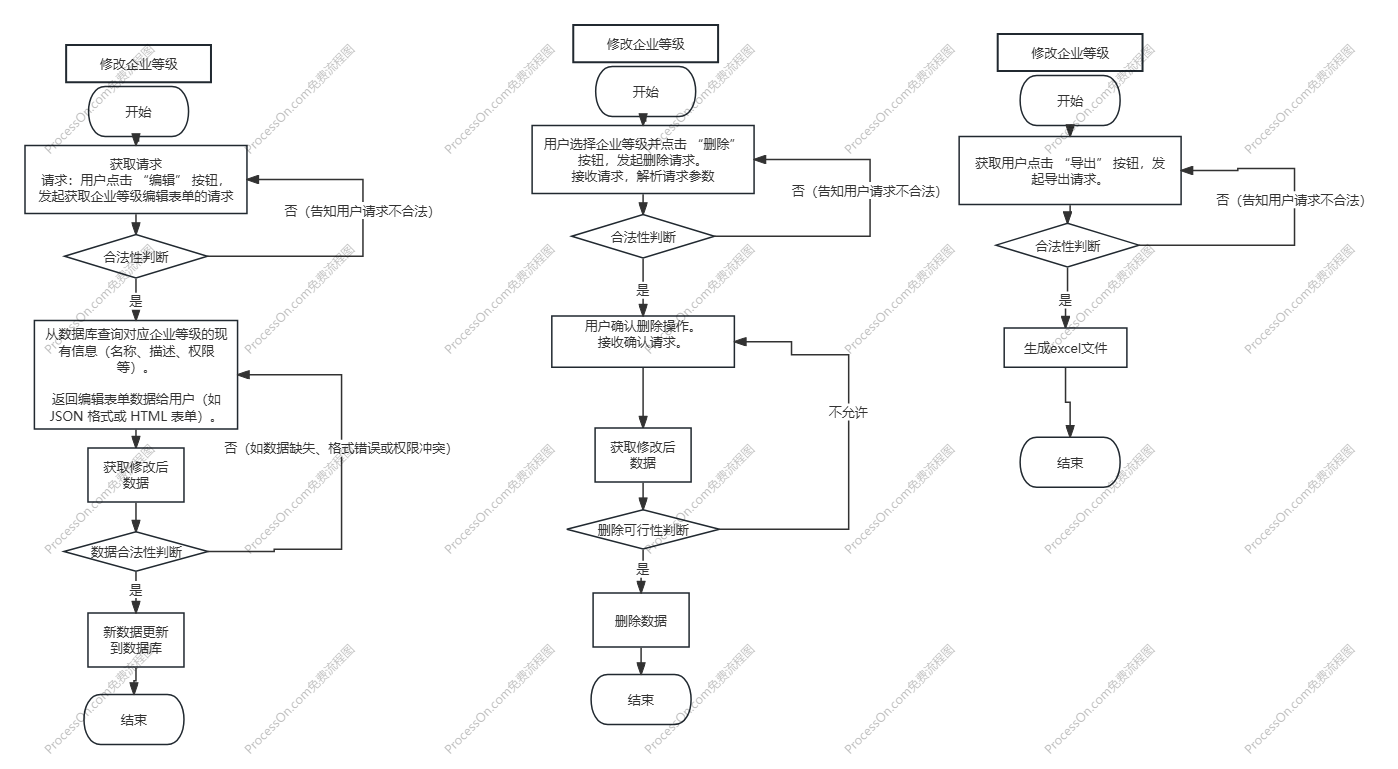 修改企业等级
开始
获取请求
请求：用户点击 “编辑” 按钮，
发起获取企业等级编辑表单的请求
否（告知用户请求不合法）
合法性判断
是
从数据库查询对应企业等级的现
有信息（名称、描述、权限
等）。
返回编辑表单数据给用户（如
JSON 格式或 HTML 表单）。
否（如数据缺失、格式错误或权限冲突）
获取修改后
数据
数据合法性判断
是
新数据更新
到数据库
结束
修改企业等级
开始
用户选择企业等级并点击 “删除”
按钮，发起删除请求。
接收请求，解析请求参数
否（告知用户请求不合法）
合法性判断
是
用户确认删除操作。
接收确认请求。
不允许
获取修改后
数据
删除可行性判断
是
删除数据
结束
修改企业等级
开始
获取用户点击 “导出” 按钮，发
起导出请求。
否（告知用户请求不合法）
合法性判断
是
生成excel文件
结束
ProcessOn.com免费流程图